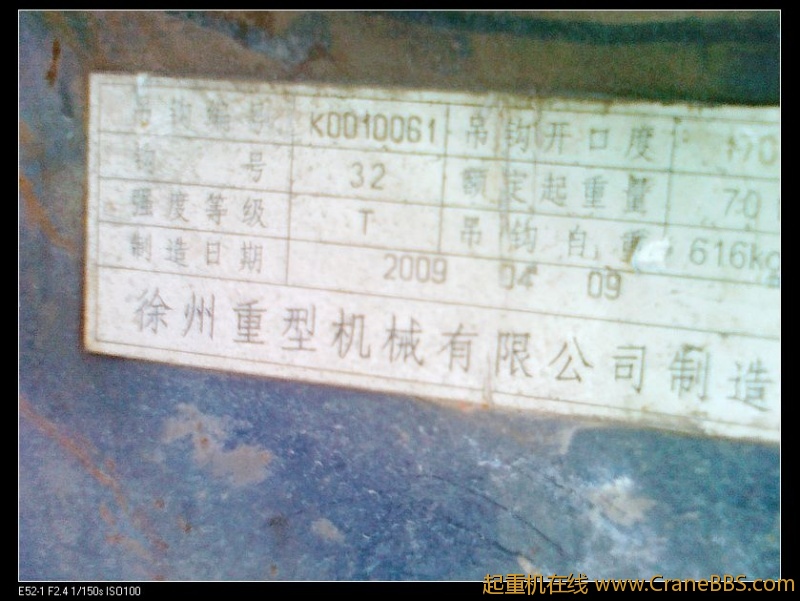 吊钩编号 K0010061 吊钩开口度
钩号 32 额定起重量 70
强度等级 T 吊钩自重 616kg
制造日期 2009 04 09
徐州重型机械有限公司制造
E52-1 F2.4 1/150s ISO100
起重机在线 www.CraneBBS.com